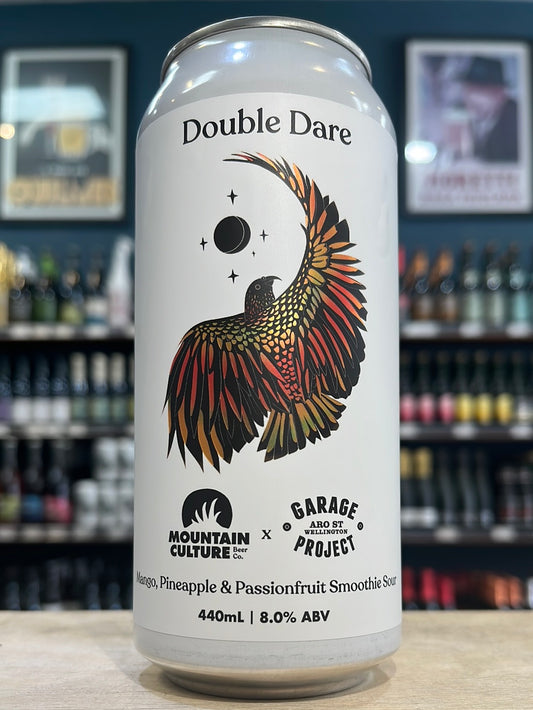 Double Dare
MOUNTAIN
CULTURE Beer Co.
x
GARAGE
ARO ST
WELLINGTON
PROJECT
Mango, Pineapple & Passionfruit Smoothie Sour
440mL | 8.0% ABV